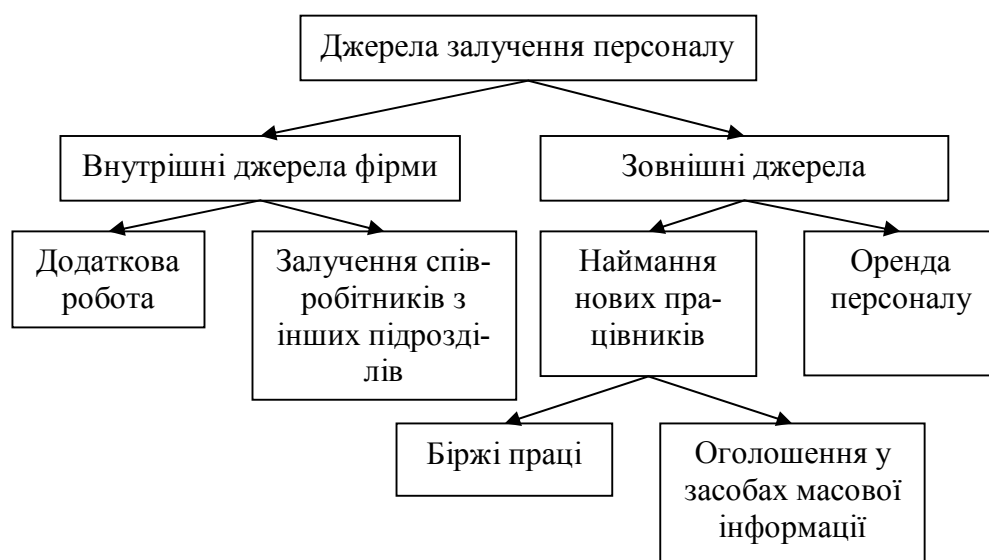 Джерела залучення персоналу
Внутрішні джерела фірми
Зовнішні джерела
Додаткова
робота
Залучення спів-
робітників з
інших підрозді-
лів
Наймання
нових пра-
цівників
Оренда
персоналу
Біржі праці
Оголошення у
засобах масової
інформації